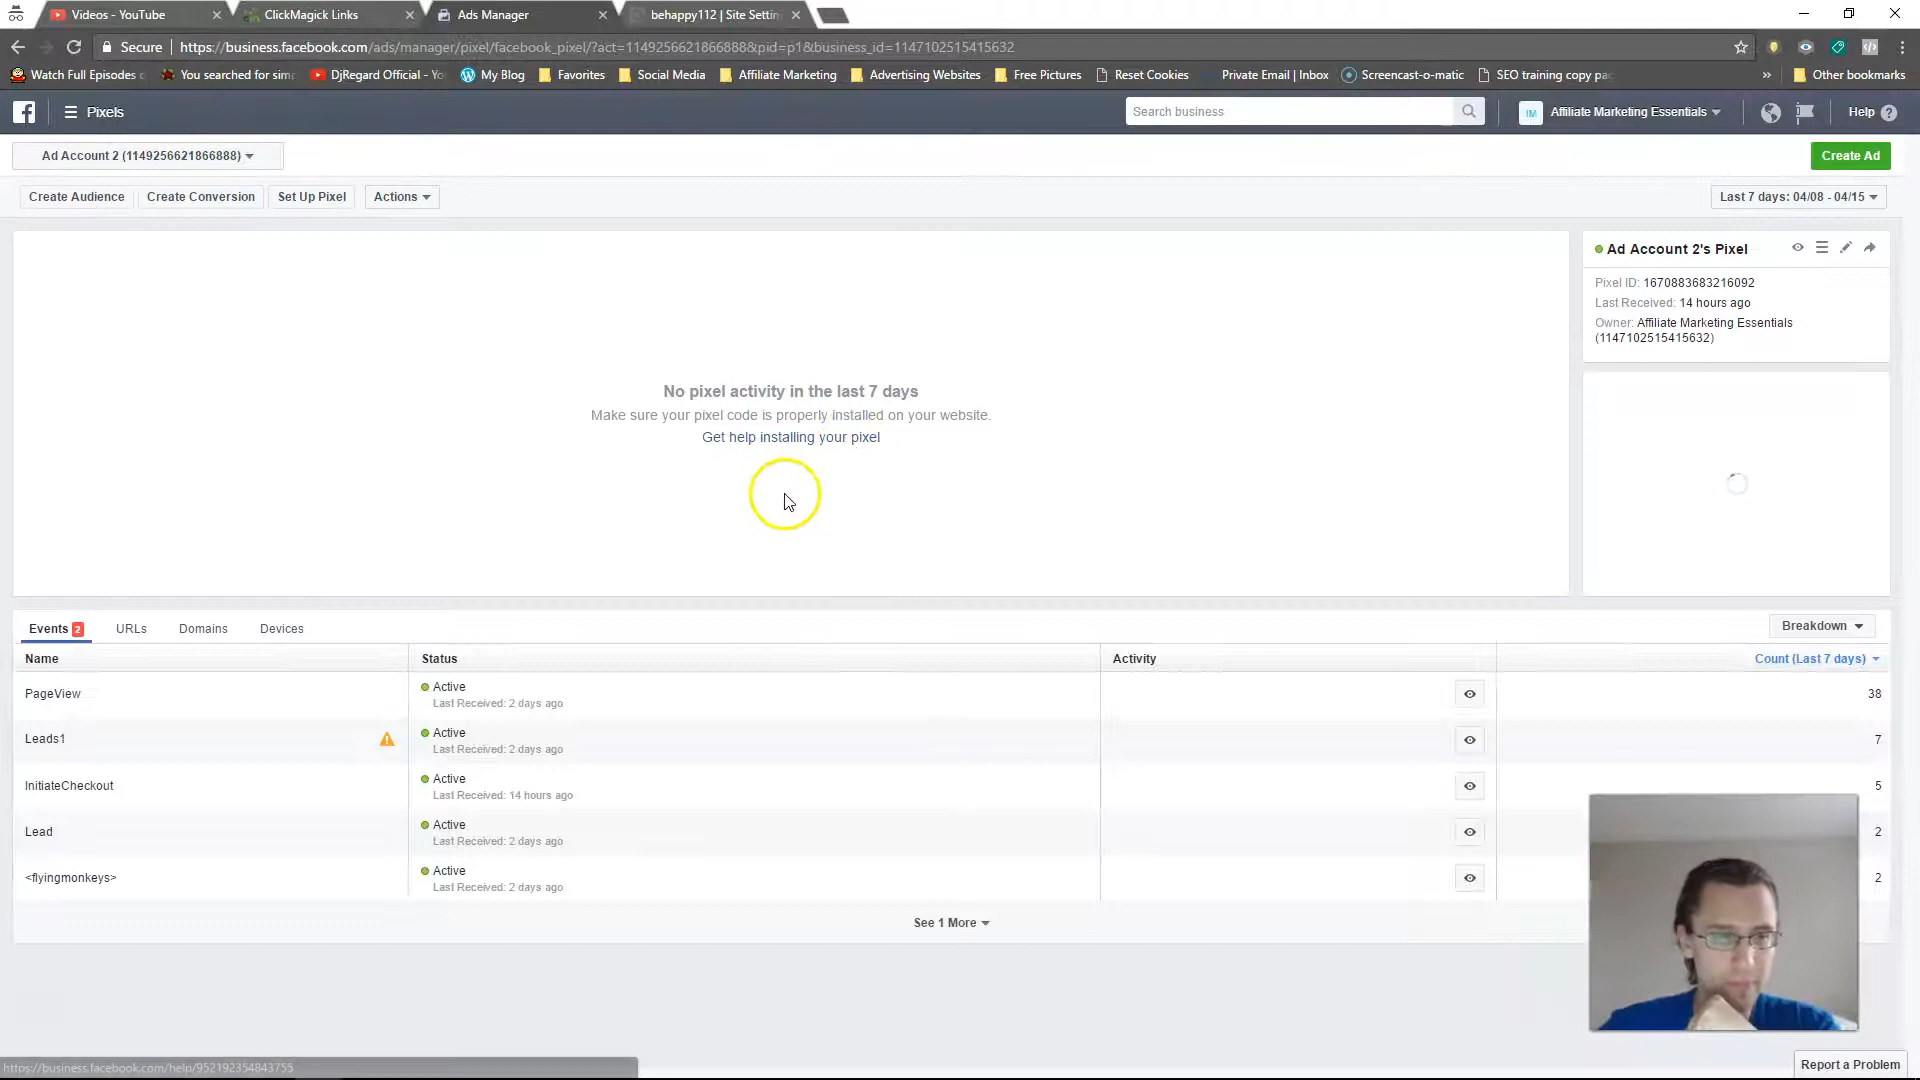 Videos - YouTube
ClickMagick Links
Ads Manager
behappy112 | Site Settin
Secure
https://business.facebook.com/ads/manager/pixel/facebook_pixel/?act=1149256621866888&pid=p1&business_id=1147102515415632
Watch Full Episodes
You searched for sim
DjRegard Official - Yo
My Blog
Favorites
Social Media
Affiliate Marketing
Advertising Websites
Free Pictures
Reset Cookies
Private Email | Inbox
Screencast-o-matic
SEO training copy pa
Other bookmarks
Pixels
Search business
IM
Affiliate Marketing Essentials
Help
Ad Account 2 (1149256621866888)
Create Ad
Create Audience
Create Conversion
Set Up Pixel
Actions
Last 7 days: 04/08 - 04/15
Ad Account 2's Pixel
Pixel ID: 1670883683216092
Last Received: 14 hours ago
Owner: Affiliate Marketing Essentials
(1147102515415632)
No pixel activity in the last 7 days
Make sure your pixel code is properly installed on your website.
Get help installing your pixel
Events 2
URLs
Domains
Devices
Breakdown
Name
Status
Activity
Count (Last 7 days)
PageView
Active
Last Received: 2 days ago
38
Leads1
Active
Last Received: 2 days ago
7
InitiateCheckout
Active
Last Received: 14 hours ago
5
Lead
Active
Last Received: 2 days ago
2
<flyingmonkeys>
Active
Last Received: 2 days ago
2
See 1 More
https://business.facebook.com/help/952192354843755
Report a Problem